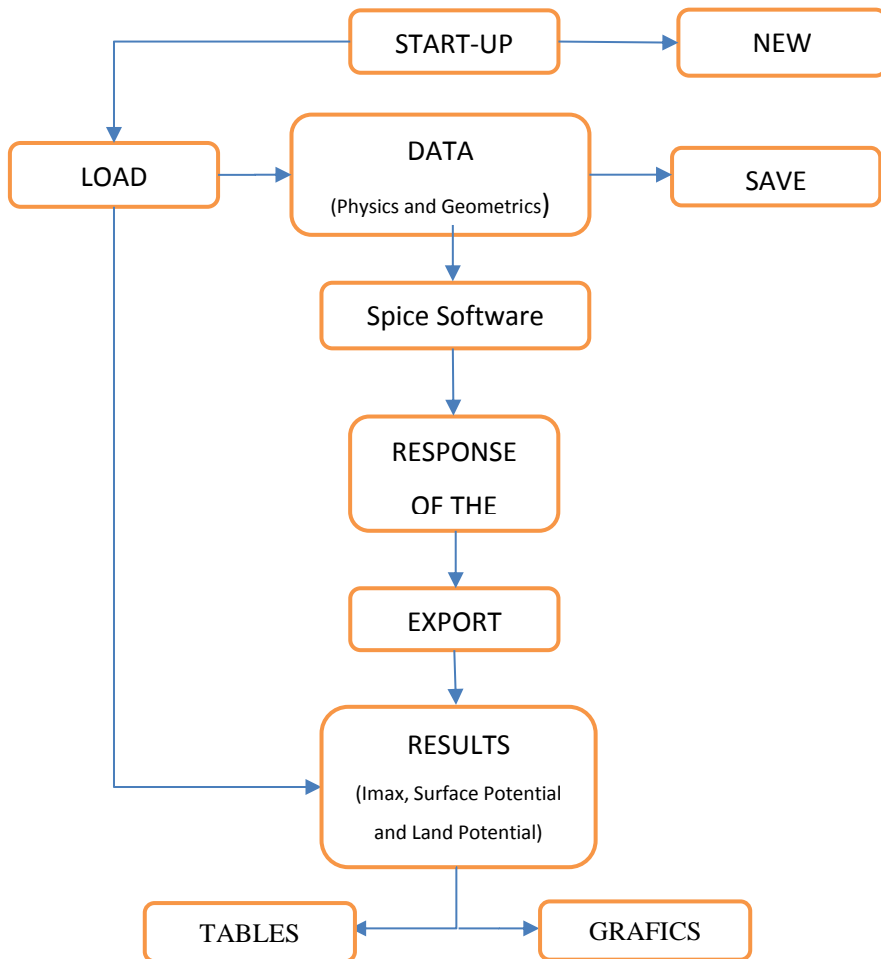 START-UP
NEW
LOAD
DATA
(Physics and Geometrics)
SAVE
Spice Software
RESPONSE
OF THE
EXPORT
RESULTS
(Imax, Surface Potential
and Land Potential)
TABLES
GRAFICS